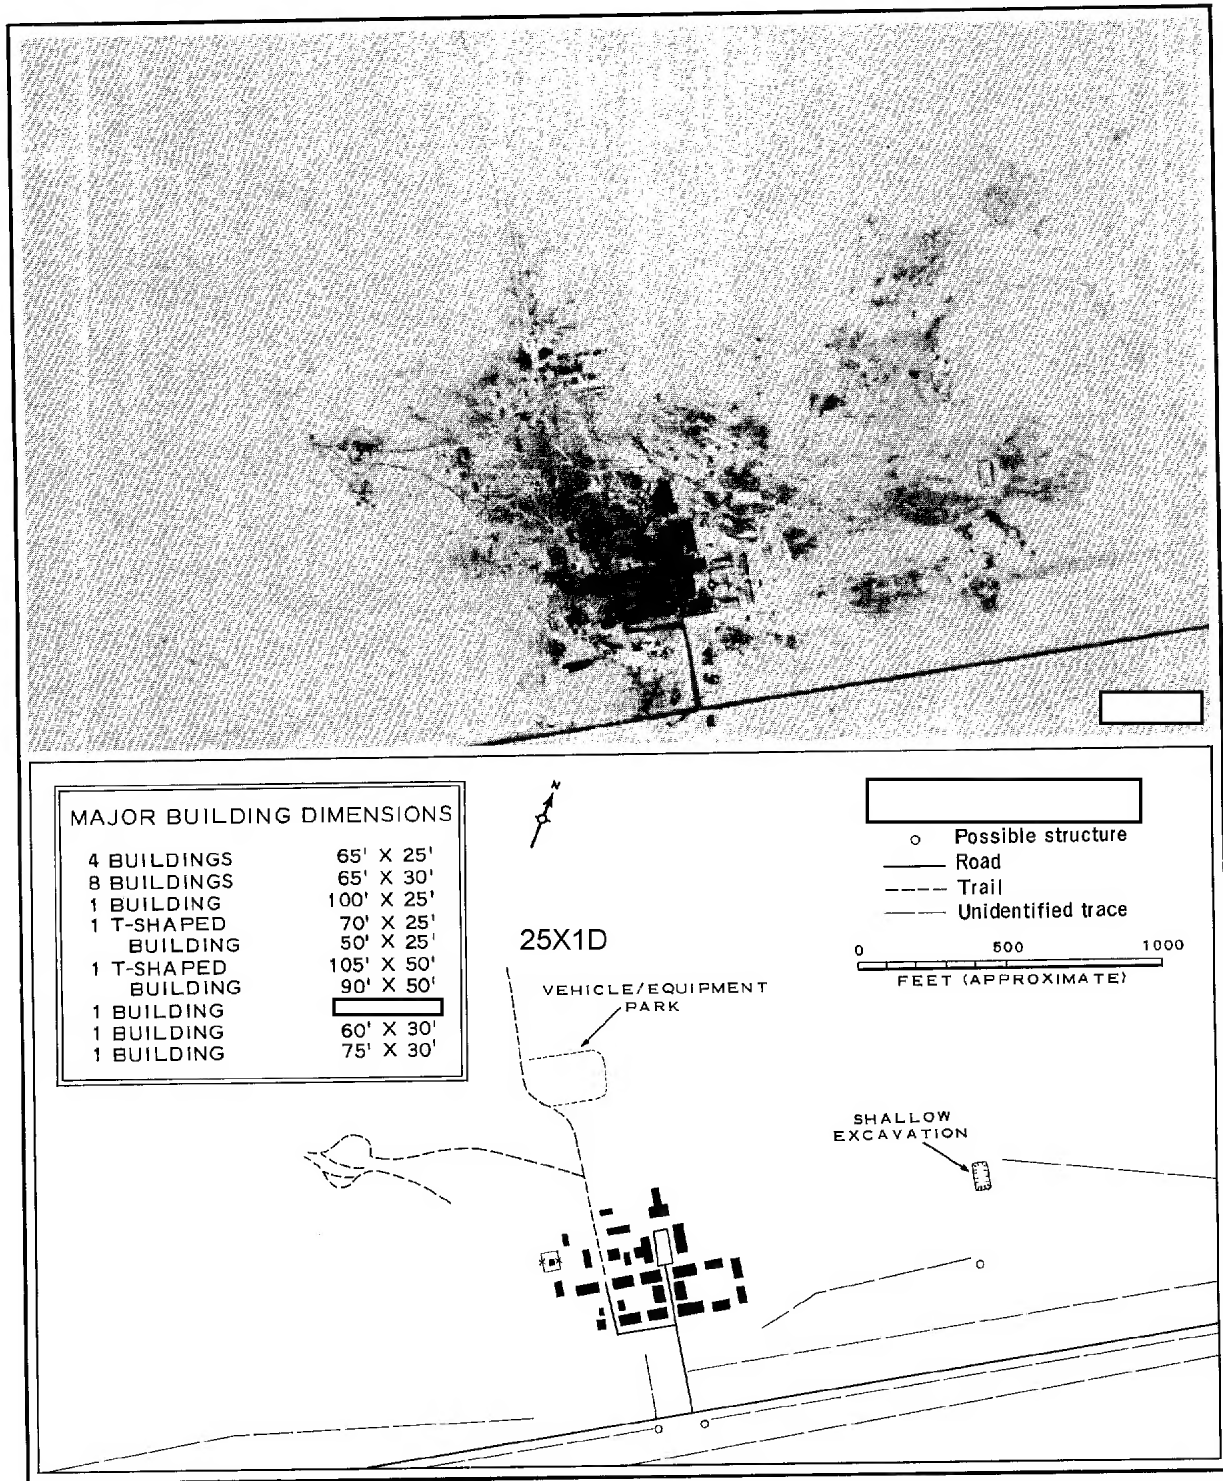 MAJOR BUILDING DIMENSIONS
4 BUILDINGS 65' X 25'
8 BUILDINGS 65' X 30'
1 BUILDING 100' X 25'
1 T-SHAPED 70' X 25'
BUILDING 50' X 25'
1 T-SHAPED 105' X 50'
BUILDING 90' X 50'
1 BUILDING
1 BUILDING 60' X 30'
1 BUILDING 75' X 30'
N
Possible structure
Road
Trail
Unidentified trace
0 500 1000
FEET (APPROXIMATE)
25X1D
VEHICLE/EQUIPMENT
PARK
SHALLOW
EXCAVATION